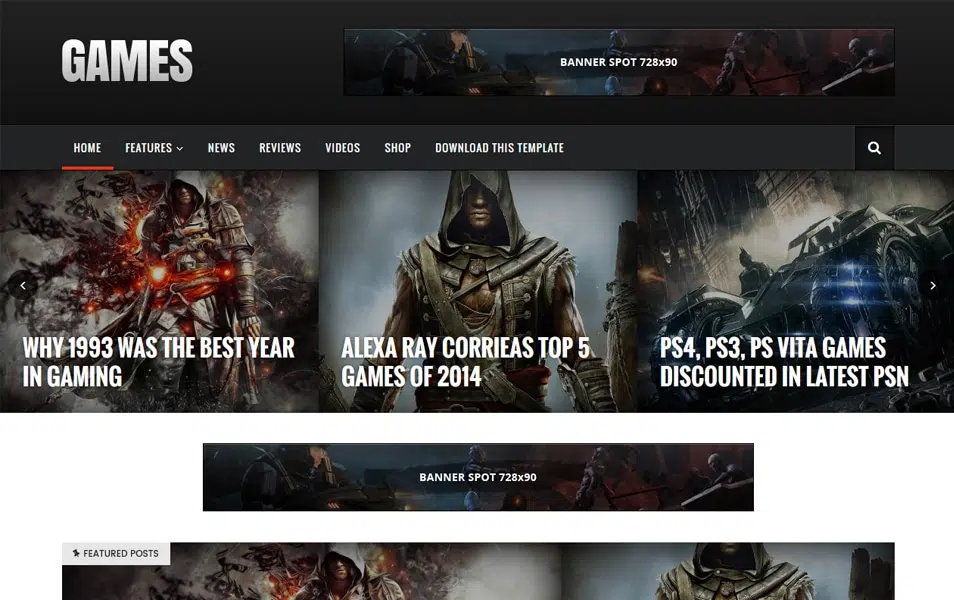 GAMES
BANNER SPOT 728x90
HOME
FEATURES
NEWS
REVIEWS
VIDEOS
SHOP
DOWNLOAD THIS TEMPLATE
WHY 1993 WAS THE BEST YEAR
IN GAMING
ALEXA RAY CORRIEAS TOP 5
GAMES OF 2014
PS4, PS3, PS VITA GAMES
DISCOUNTED IN LATEST PSN
BANNER SPOT 728x90
FEATURED POSTS